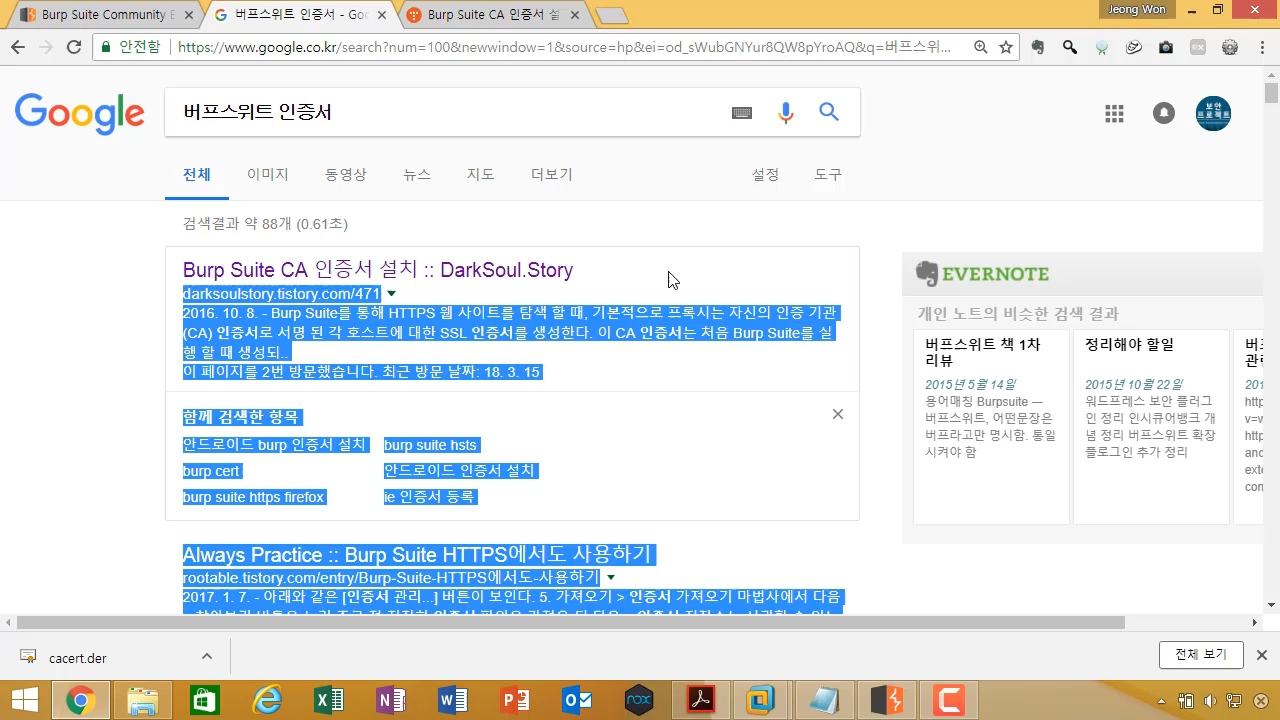 Burp Suite Community E
버프스위트 인증서 - Goo
Burp Suite CA 인증서 설
Jeong Won
안전함
https://www.google.co.kr/search?num=100&newwindow=1&source=hp&ei=od_sWubGNYur8QW8pYroAQ&q=버프스위...
Google
버프스위트 인증서
보안
프로젝트
전체
이미지
동영상
뉴스
지도
더보기
설정
도구
검색결과 약 88개 (0.61초)
Burp Suite CA 인증서 설치 :: DarkSoul.Story
darksoulstory.tistory.com/471
2016. 10. 8. - Burp Suite를 통해 HTTPS 웹 사이트를 탐색 할 때, 기본적으로 프록시는 자신의 인증 기관
(CA) 인증서로 서명 된 각 호스트에 대한 SSL 인증서를 생성한다. 이 CA 인증서는 처음 Burp Suite를 실
행 할 때 생성되..
이 페이지를 2번 방문했습니다. 최근 방문 날짜: 18. 3. 15
함께 검색한 항목
안드로이드 burp 인증서 설치
burp suite hsts
burp cert
안드로이드 인증서 설치
burp suite https firefox
ie 인증서 등록
Always Practice :: Burp Suite HTTPS에서도 사용하기
rootable.tistory.com/entry/Burp-Suite-HTTPS에서도-사용하기
2017. 1. 7. - 아래와 같은 [인증서 관리...] 버튼이 보인다. 5. 가져오기 > 인증서 가져오기 마법사에서 다음
EVERNOTE
개인 노트의 비슷한 검색 결과
버프스위트 책 1차
리뷰
2015년 5월 14일
용어매칭 Burpsuite —
버프스위트, 어떤문장은
버프라고만 명시함. 통일
시켜야 함
정리해야 할일
2015년 10월 22일
워드프레스 보안 플러그
인 정리 인시큐어뱅크 개
념 정리 버프스위트 확장
플로그인 추가 정리
버프
관련
2015
http
v=w
http
and
exte
com
cacert.der
전체 보기
nox